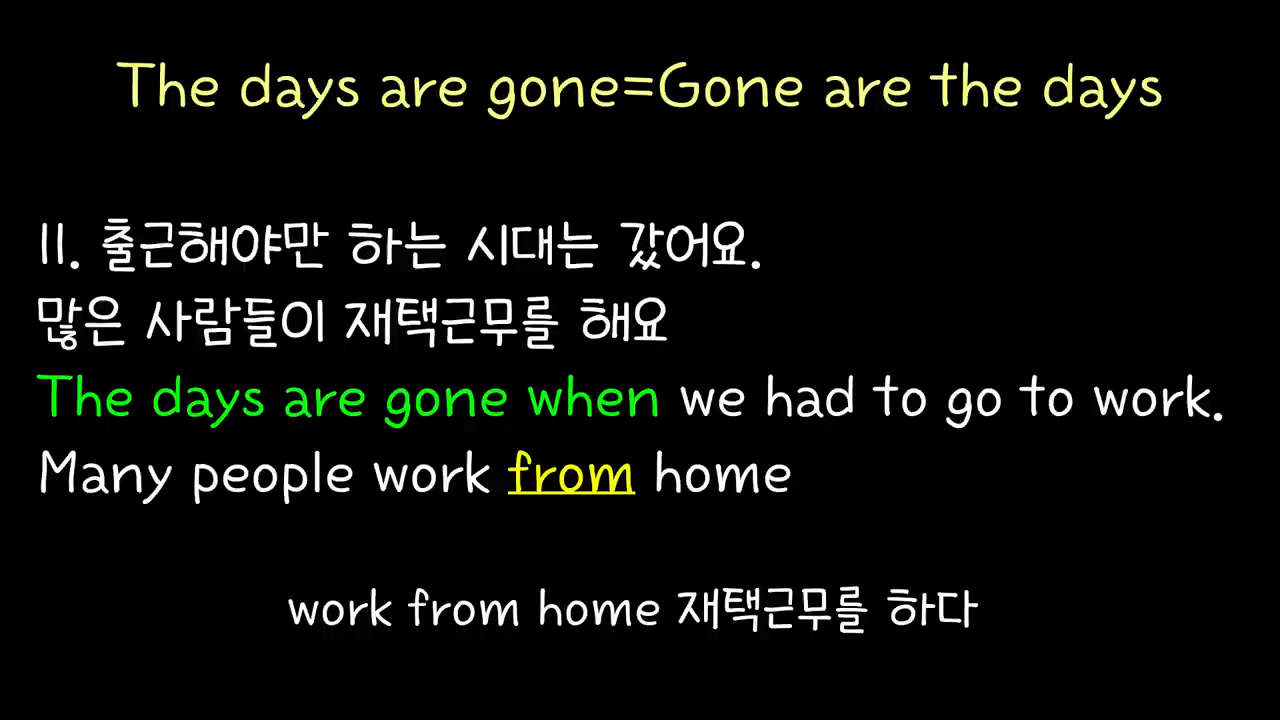 The days are gone=Gone are the days
11. 출근해야만 하는 시대는 갔어요.
많은 사람들이 재택근무를 해요
The days are gone when we had to go to work.
Many people work from home
work from home 재택근무를 하다